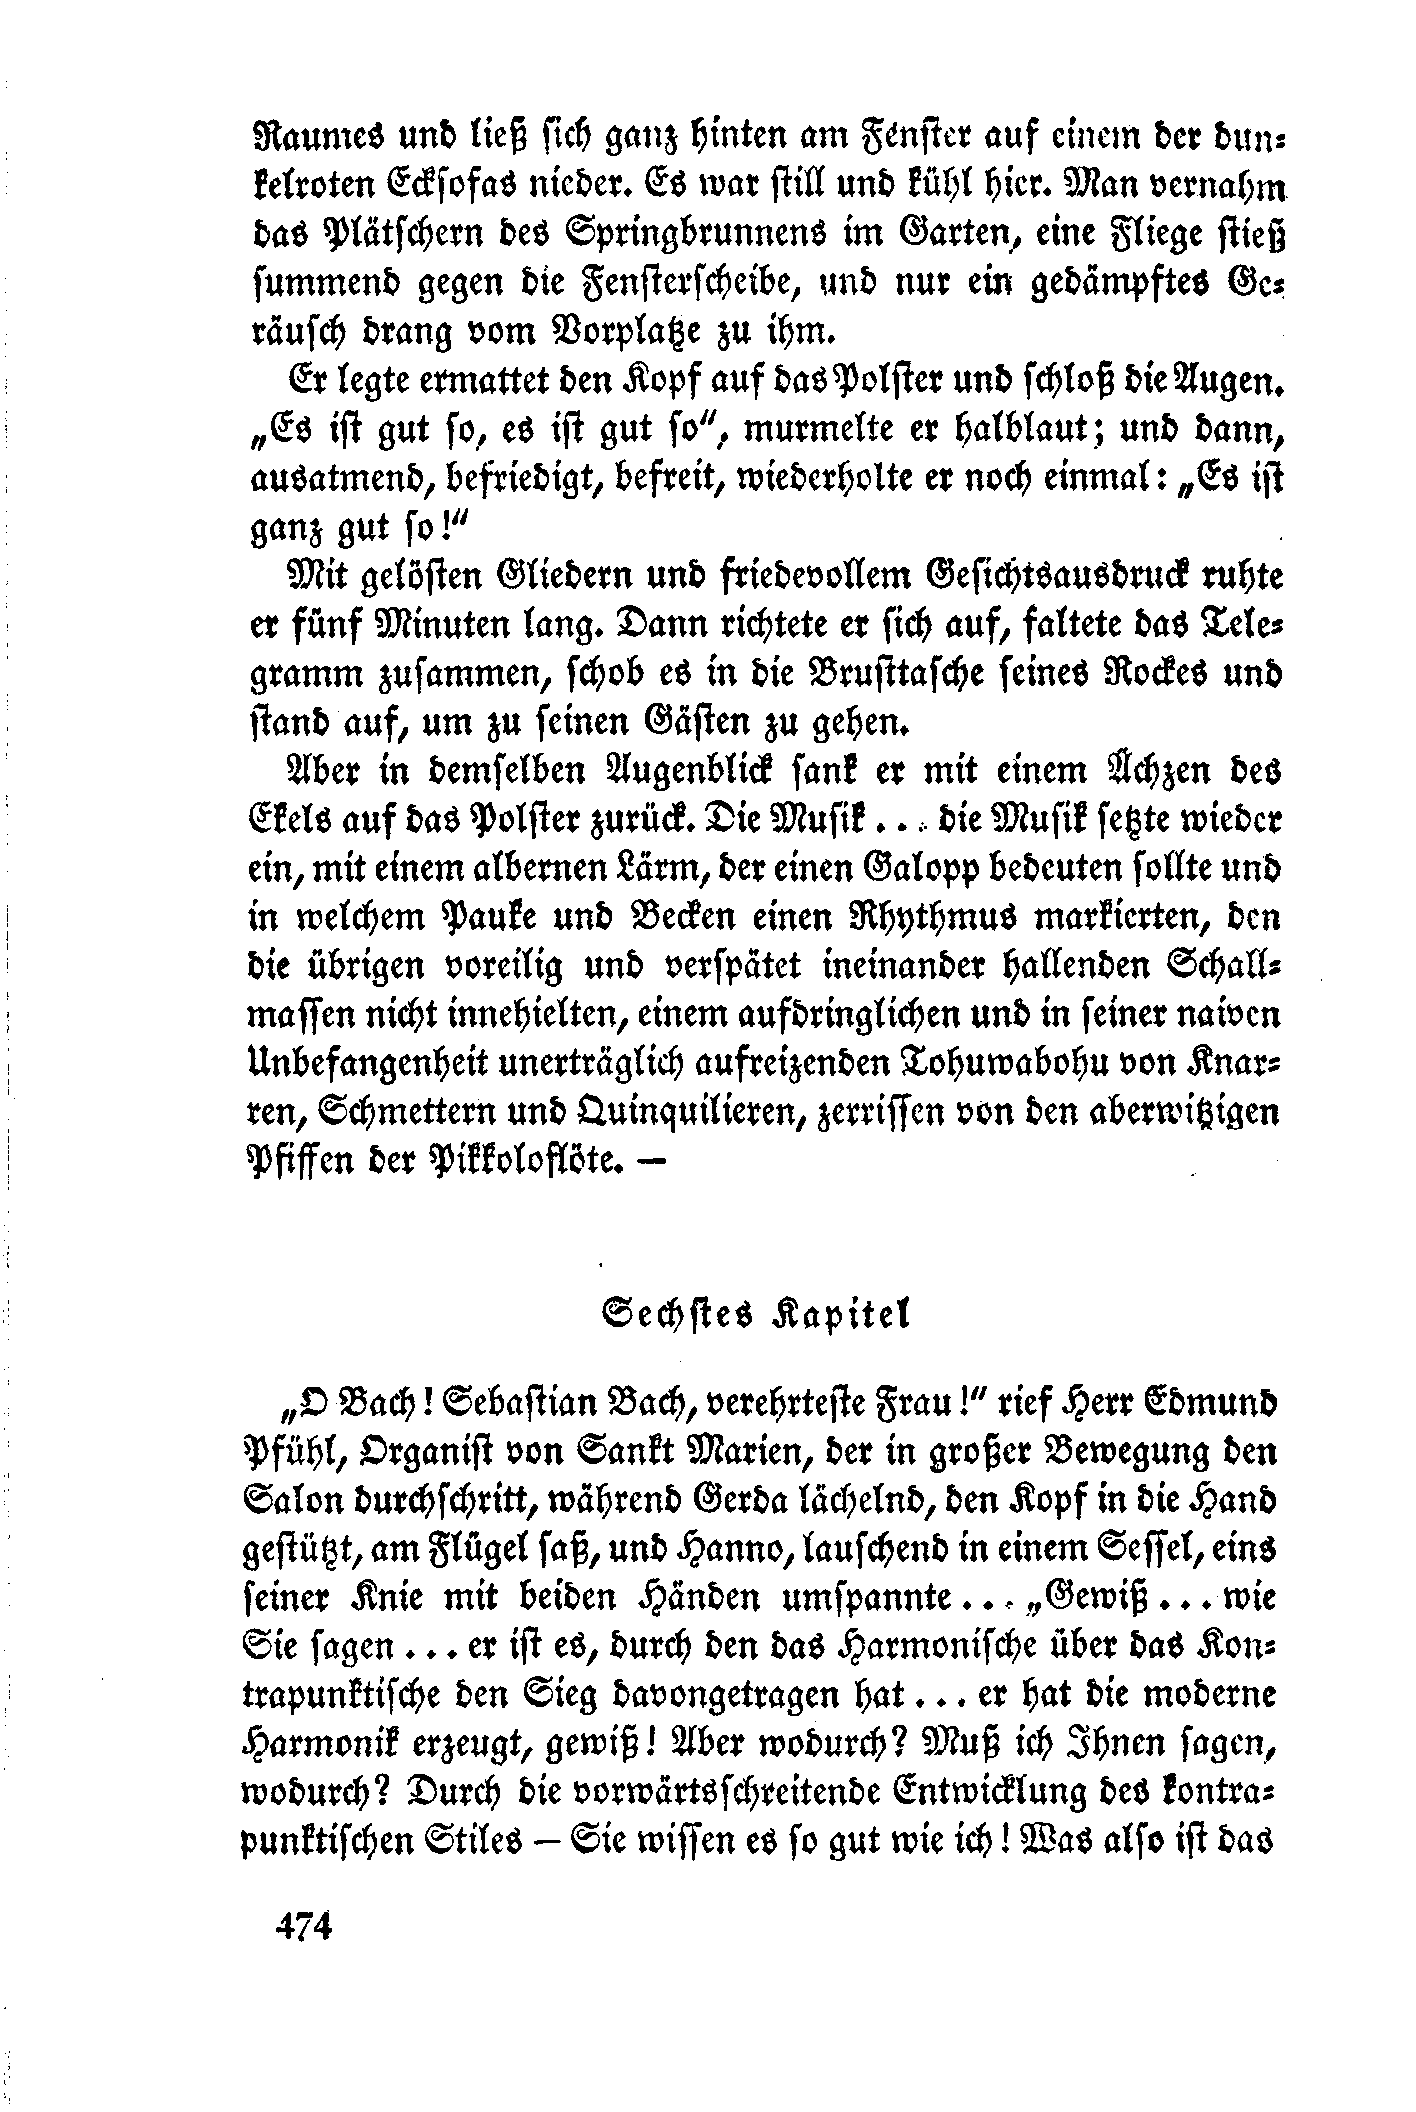 Raumes und ließ sich ganz hinten am Fenster auf einem der dun-
kelroten Ecksofas nieder. Es war still und kühl hier. Man vernahm
das Plätschern des Springbrunnens im Garten, eine Fliege stieß
summend gegen die Fensterscheibe, und nur ein gedämpftes Ge-
räusch drang vom Vorplatze zu ihm.
Er legte ermattet den Kopf auf das Polster und schloß die Augen.
„Es ist gut so, es ist gut so“, murmelte er halblaut; und dann,
ausatmend, befriedigt, befreit, wiederholte er noch einmal: „Es ist
ganz gut so!“
Mit gelösten Gliedern und friedevollem Gesichtsausdruck ruhte
er fünf Minuten lang. Dann richtete er sich auf, faltete das Tele-
gramm zusammen, schob es in die Brusttasche seines Rockes und
stand auf, um zu seinen Gästen zu gehen.
Aber in demselben Augenblick sank er mit einem Ächzen des
Ekels auf das Polster zurück. Die Musik ... die Musik setzte wieder
ein, mit einem albernen Lärm, der einen Galopp bedeuten sollte und
in welchem Pauke und Becken einen Rhythmus markierten, den
die übrigen voreilig und verspätet ineinander hallenden Schall-
massen nicht innehielten, einem aufdringlichen und in seiner naiven
Unbefangenheit unerträglich aufreizenden Tohuwabohu von Knar-
ren, Schmettern und Quinquilieren, zerrissen von den aberwitzigen
Pfiffen der Pikkoloflöte. —
Sechstes Kapitel
„O Bach! Sebastian Bach, verehrteste Frau!“ rief Herr Edmund
Pfühl, Organist von Sankt Marien, der in großer Bewegung den
Salon durchschritt, während Gerda lächelnd, den Kopf in die Hand
gestützt, am Flügel saß, und Hanno, lauschend in einem Sessel, eins
seiner Knie mit beiden Händen umspannte ... „Gewiß ... wie
Sie sagen ... er ist es, durch den das Harmonische über das Kon-
trapunktische den Sieg davongetragen hat ... er hat die moderne
Harmonik erzeugt, gewiß! Aber wodurch? Muß ich Ihnen sagen,
wodurch? Durch die vorwärtsschreitende Entwicklung des kontra-
punktischen Stiles — Sie wissen es so gut wie ich! Was also ist das
474